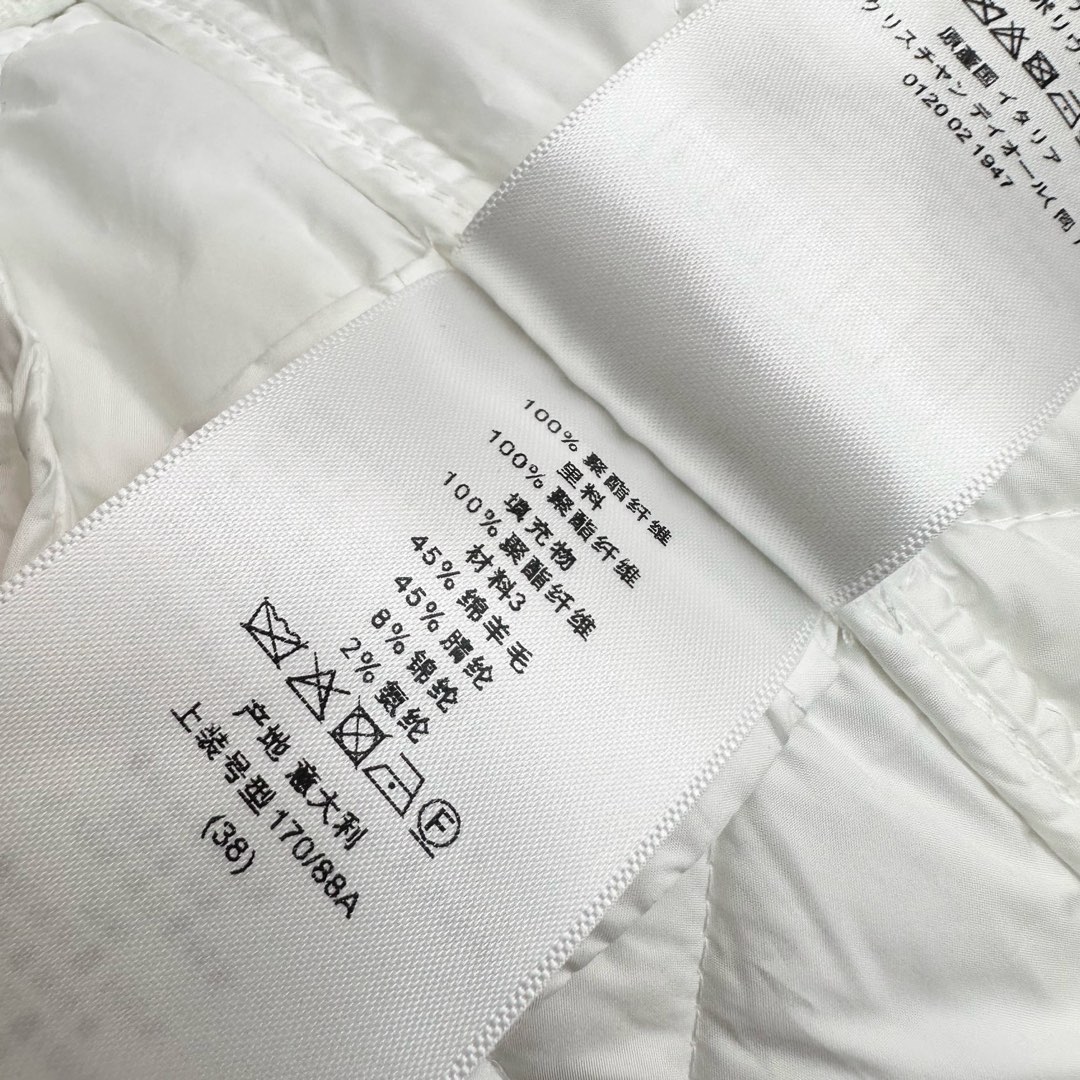 100% 聚酯纤维
里料
100% 聚酯纤维
填充物
100% 聚酯纤维
材料3
45% 绵羊毛
45% 腈纶
8% 锦纶
2% 氨纶
F
产地 意大利
上装号型 170/88A
(38)
原產国 イタリア
クリスチャン ディオール(
0120 02 1947